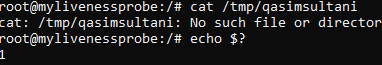 root@mylivenessprobe:/# cat /tmp/qasimsultani
cat: /tmp/qasimsultani: No such file or director
root@mylivenessprobe:/# echo $?
1